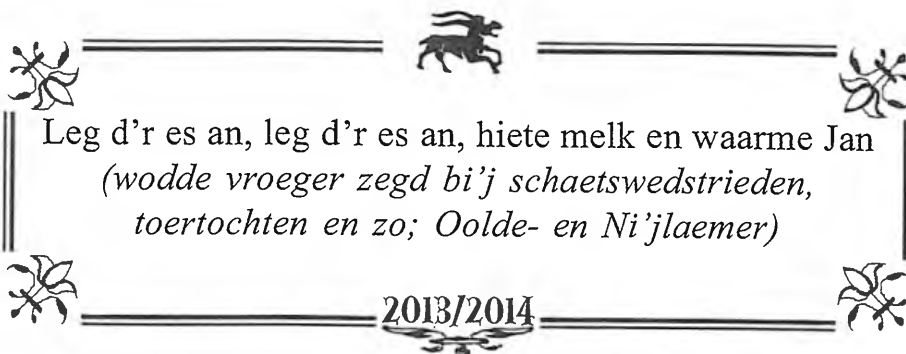 Leg d’r es an, leg d’r es an, hiete melk en waarme Jan
(wodde vroeger zegd bi’j schaetswedstrieden,
toertochten en zo; Oolde- en Ni’jlaemer)
2013/2014